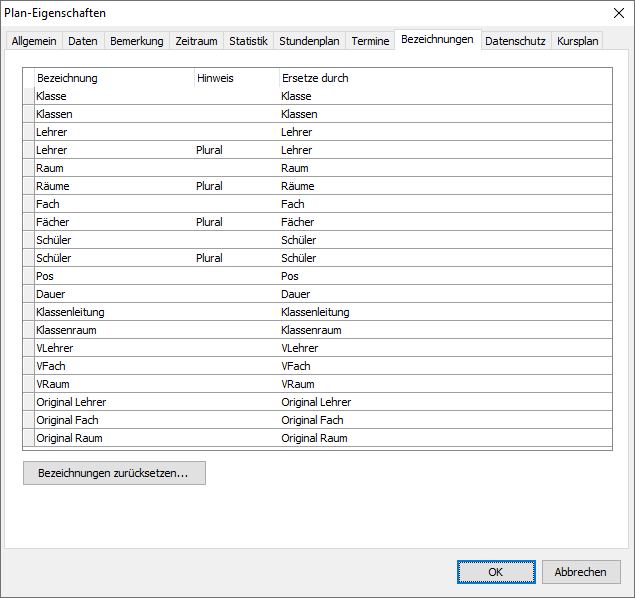 Plan-Eigenschaften
Allgemein Daten Bemerkung Zeitraum Statistik Stundenplan Termine Bezeichnungen Datenschutz Kursplan
Bezeichnung Hinweis Ersetze durch
Klasse Klasse
Klassen Klassen
Lehrer Lehrer
Lehrer Plural Lehrer
Raum Raum
Räume Plural Räume
Fach Fach
Fächer Plural Fächer
Schüler Schüler
Schüler Plural Schüler
Pos Pos
Dauer Dauer
Klassenleitung Klassenleitung
Klassenraum Klassenraum
VLehrer VLehrer
VFach VFach
VRaum VRaum
Original Lehrer Original Lehrer
Original Fach Original Fach
Original Raum Original Raum
Bezeichnungen zurücksetzen...
OK Abbrechen